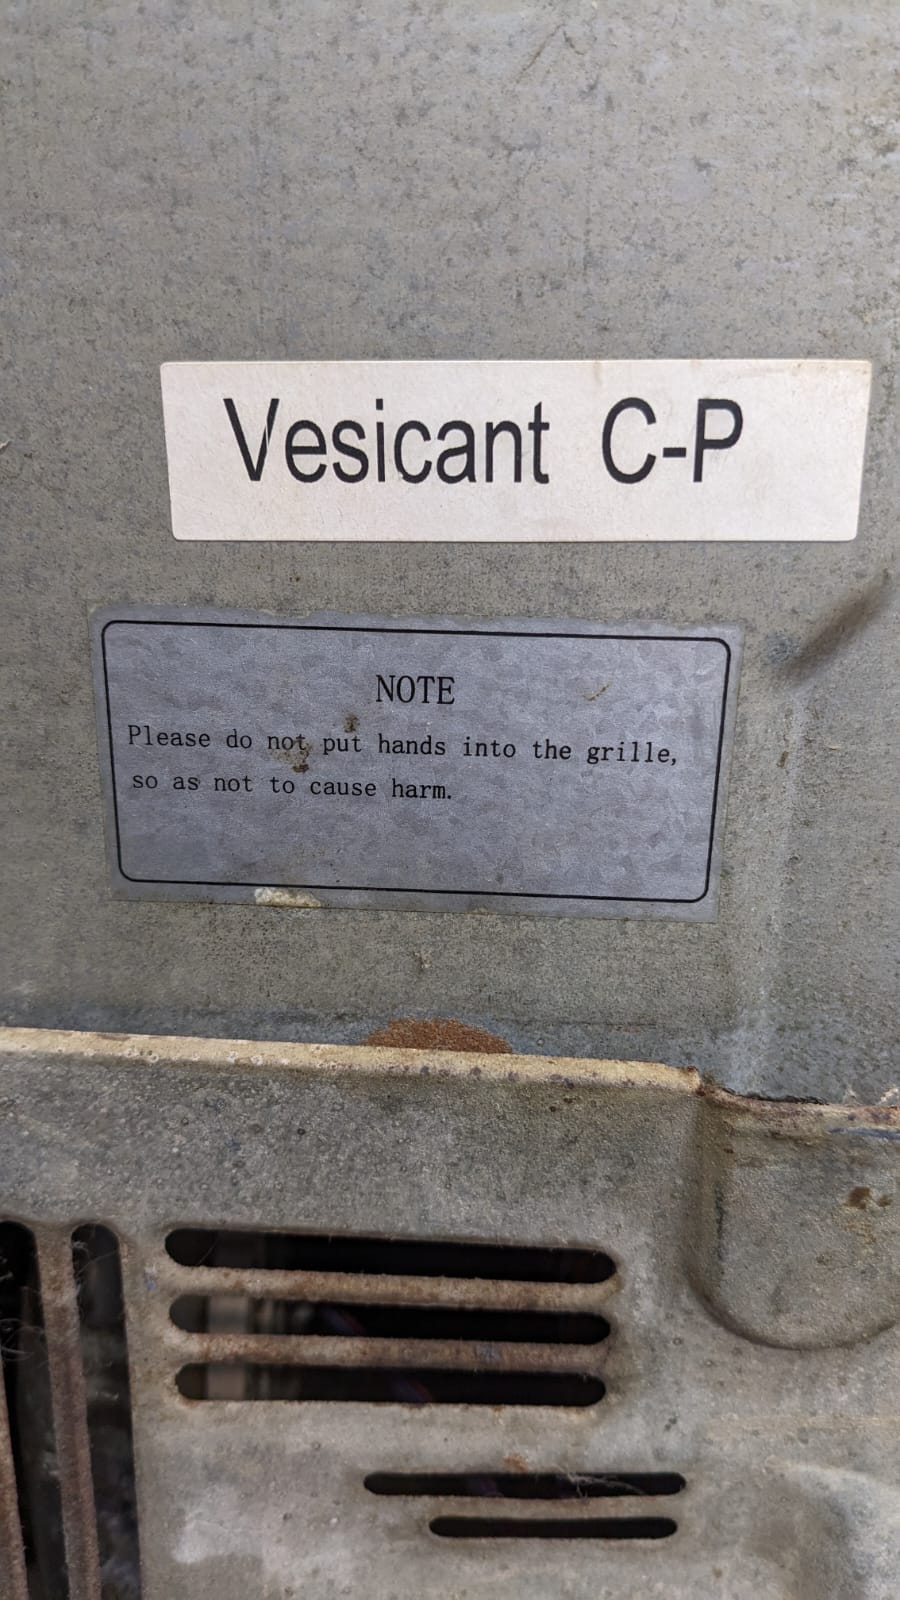 Vesicant C-P
NOTE
Please do not put hands into the grille,
so as not to cause harm.